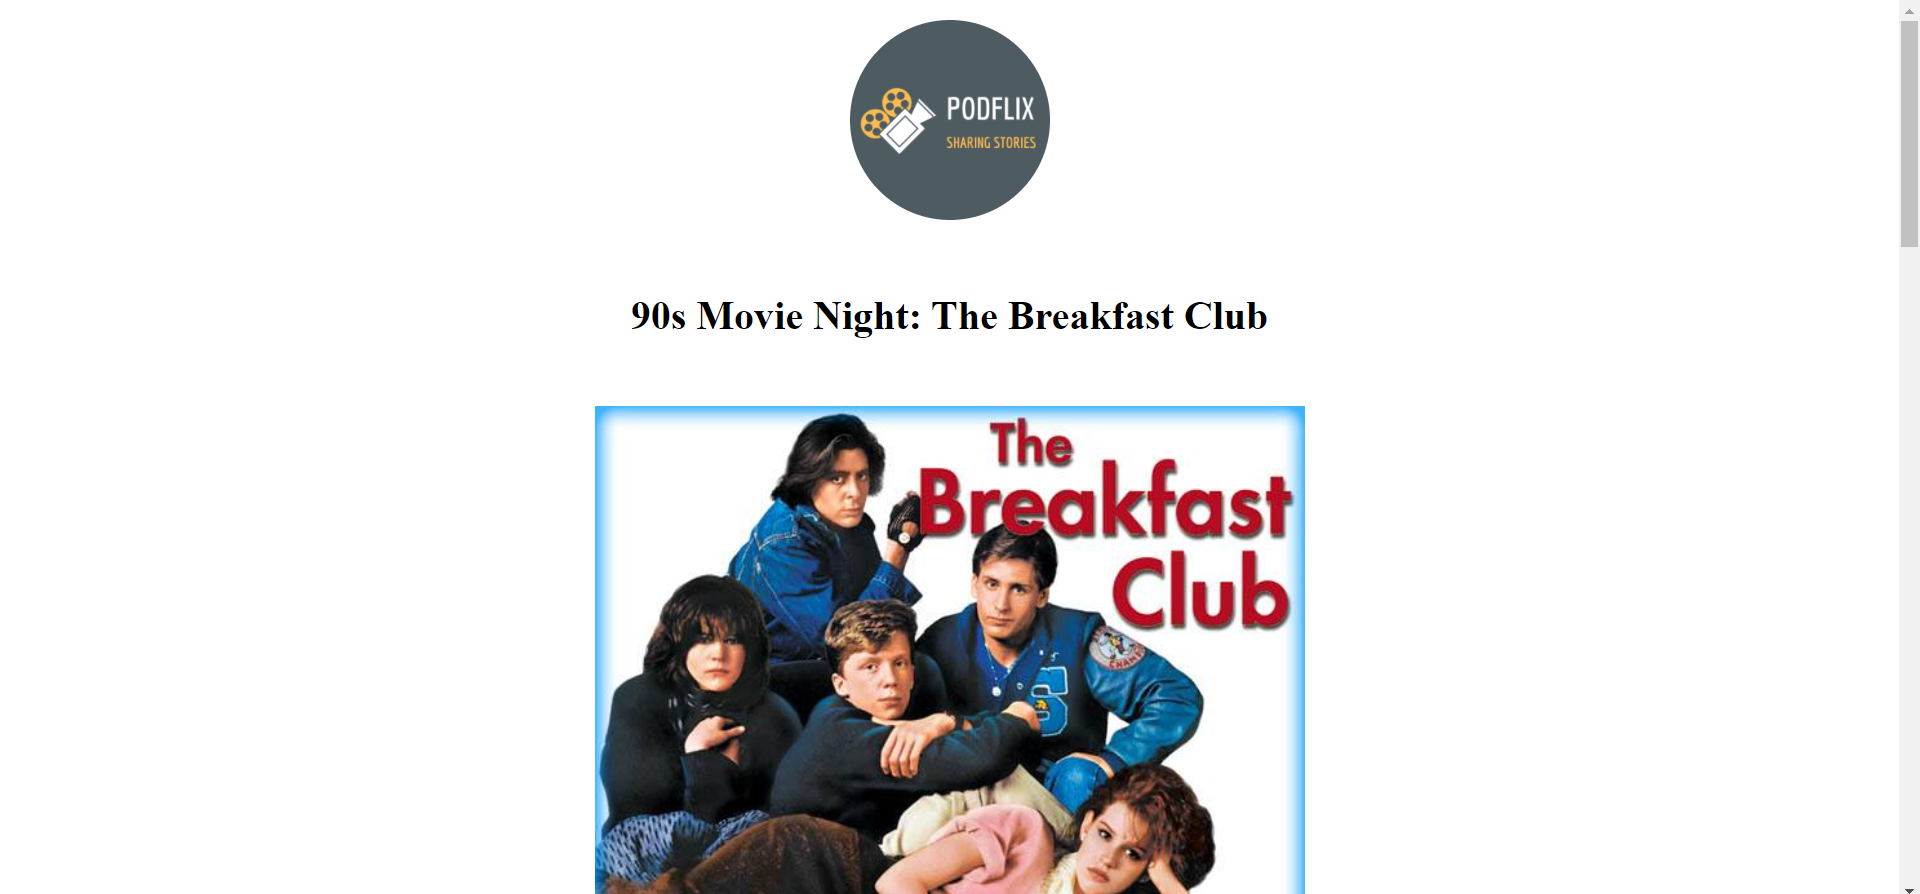 PODFLIX
SHARING STORIES
90s Movie Night: The Breakfast Club
The
Breakfast
Club
S